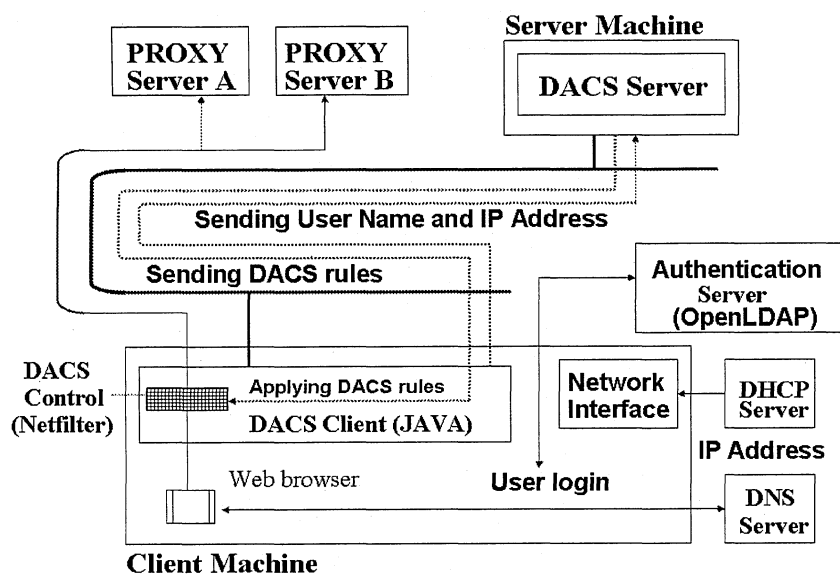 Server Machine
PROXY
Server A
PROXY
Server B
DACS Server
Sending User Name and IP Address
Sending DACS rules
Authentication
Server
(OpenLDAP)
DACS
Control
(Netfilter)
Applying DACS rules
DACS Client (JAVA)
Network
Interface
DHCP
Server
IP Address
Web browser
User login
DNS
Server
Client Machine